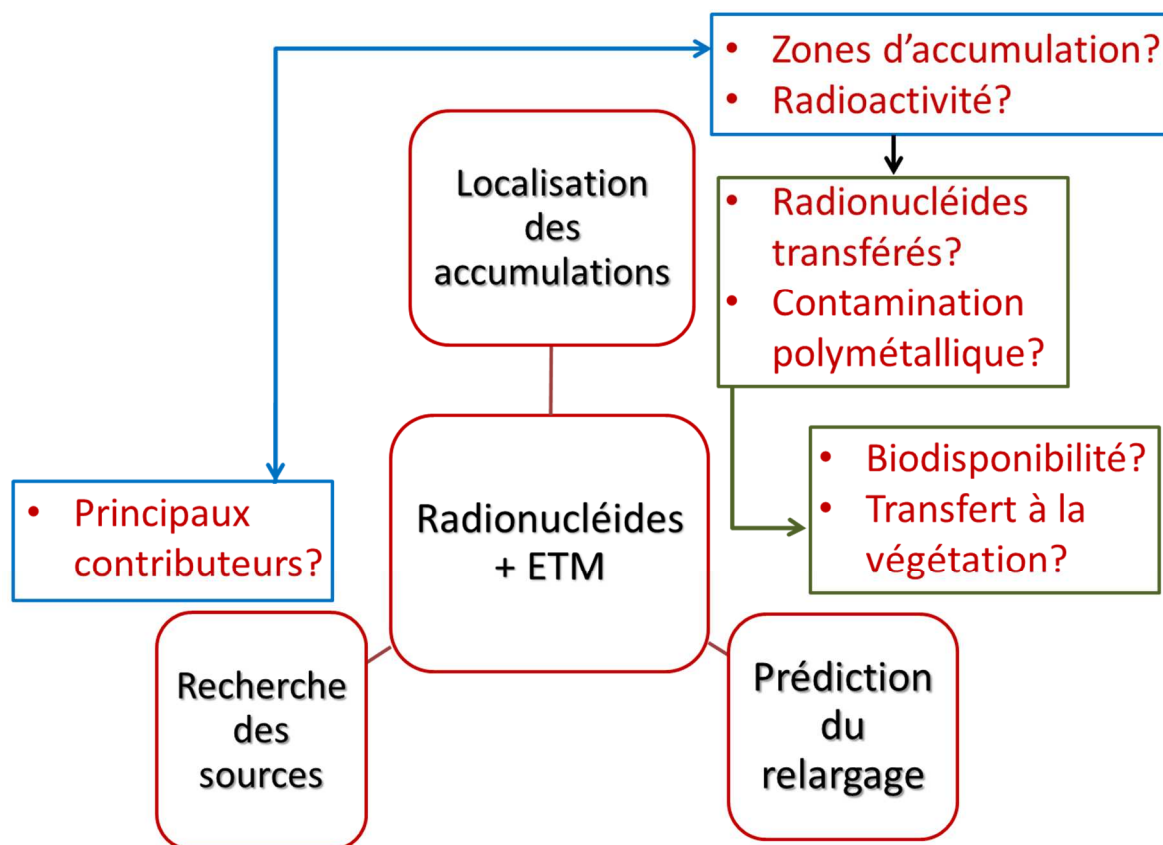 • Zones d’accumulation?
• Radioactivité?
Localisation
des
accumulations
• Radionucléides
transférés?
• Contamination
polymétallique?
• Biodisponibilité?
• Transfert à la
végétation?
• Principaux
contributeurs?
Radionucléides
+ ETM
Recherche
des
sources
Prédiction
du
relargage